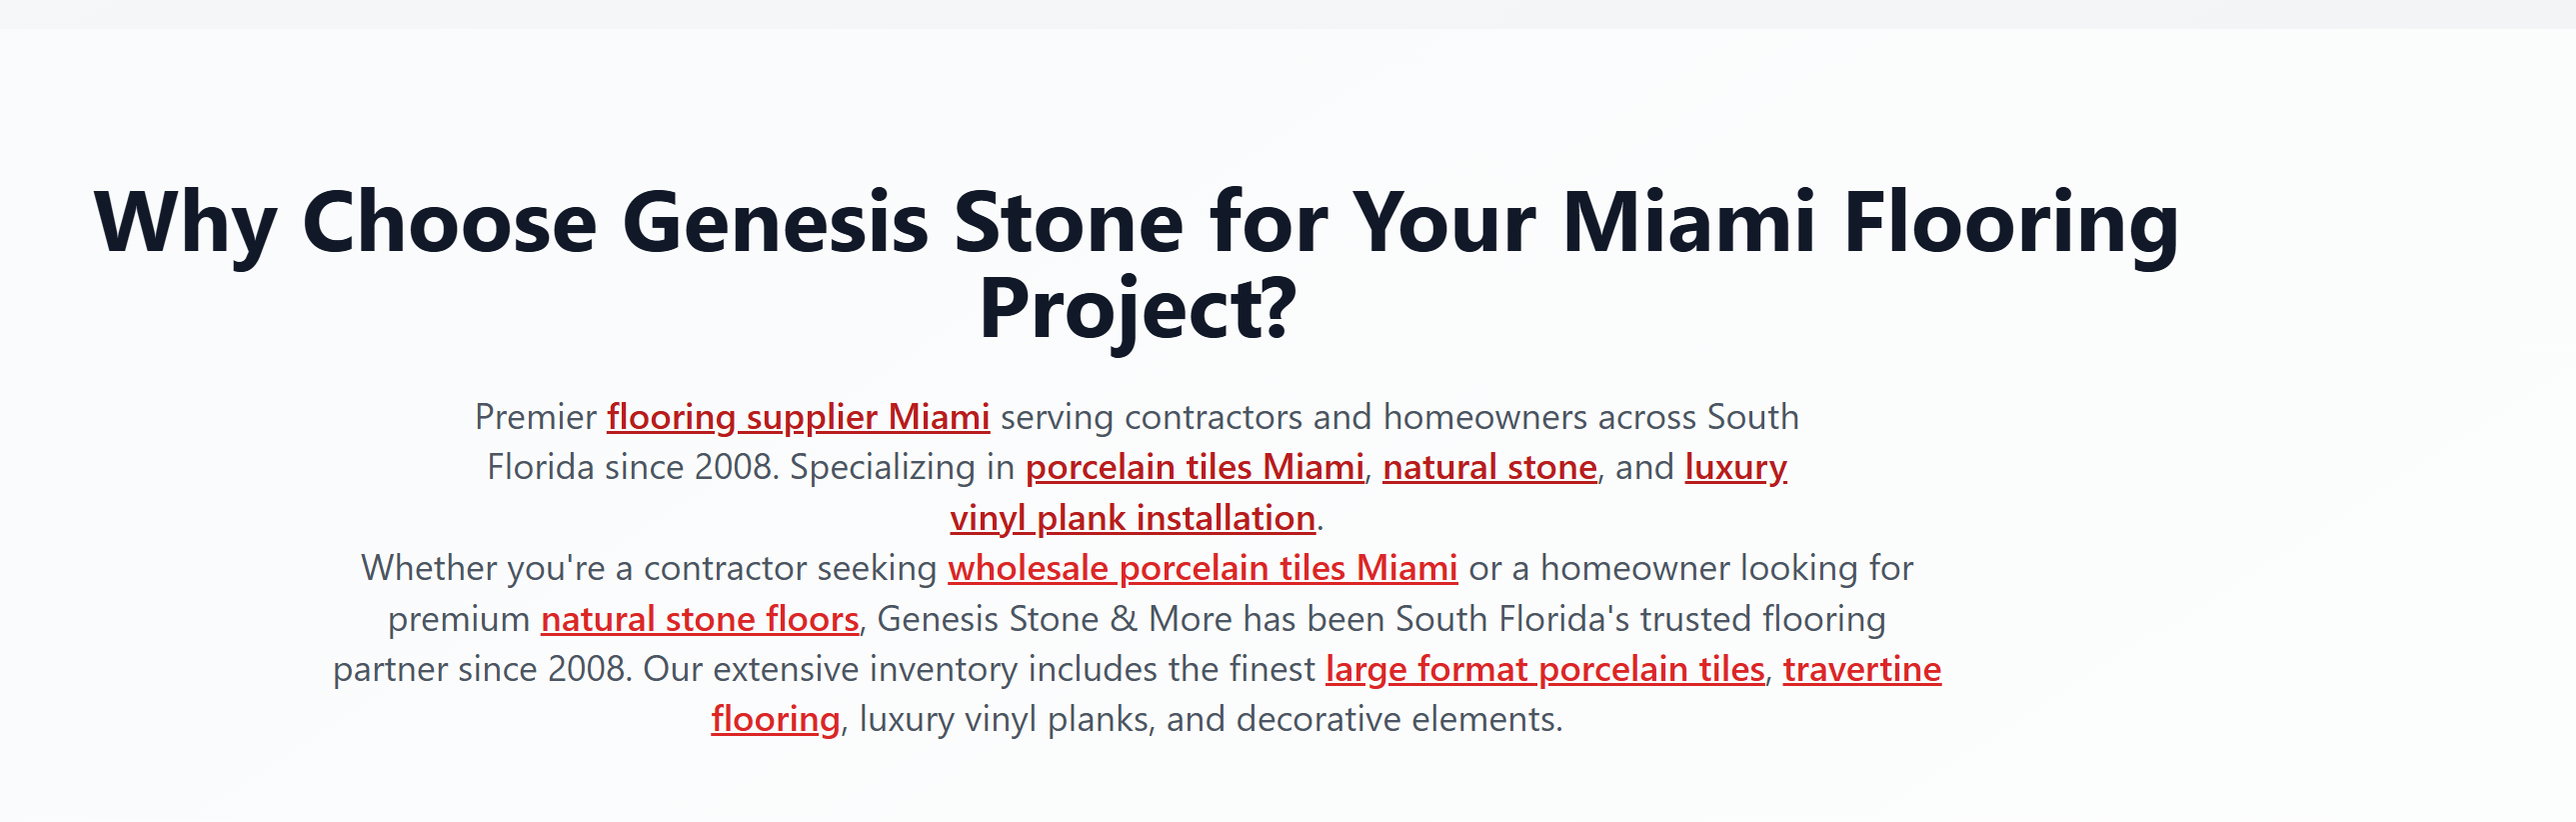 Why Choose Genesis Stone for Your Miami Flooring
Project?
Premier flooring supplier Miami serving contractors and homeowners across South
Florida since 2008. Specializing in porcelain tiles Miami, natural stone, and luxury
vinyl plank installation.
Whether you're a contractor seeking wholesale porcelain tiles Miami or a homeowner looking for
premium natural stone floors, Genesis Stone & More has been South Florida's trusted flooring
partner since 2008. Our extensive inventory includes the finest large format porcelain tiles, travertine
flooring, luxury vinyl planks, and decorative elements.